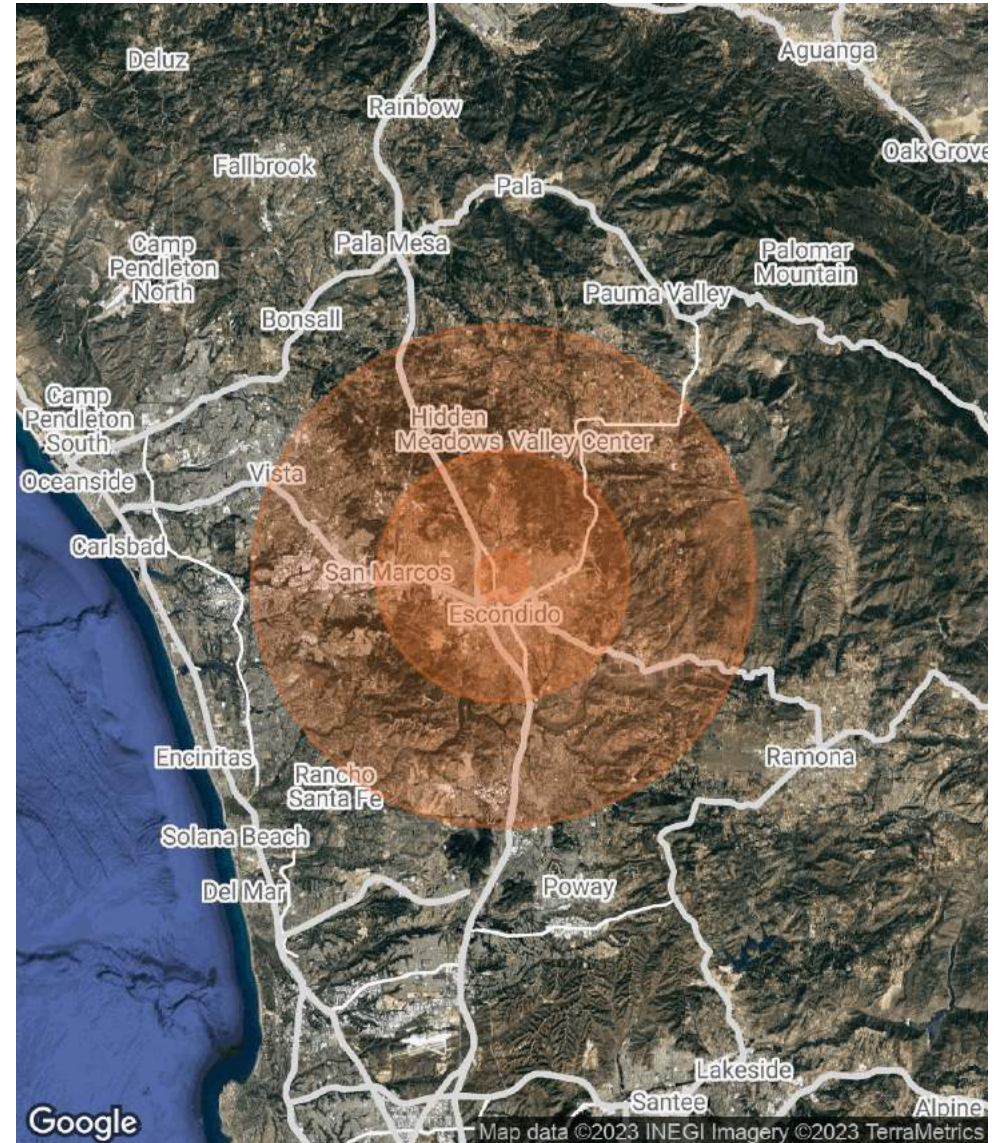 Deluz
Aguanga
Rainbow
Oak Grove
Fallbrook
Pala
Camp
Pendleton
North
Pala Mesa
Palomar
Mountain
Pauma Valley
Bonsall
Camp
Pendleton
South
Hidden
Meadows
Valley Center
Vista
Oceanside
Carlsbad
San Marcos
Escondido
Encinitas
Ramona
Rancho
Santa Fe
Solana Beach
Del Mar
Poway
Lakeside
Santee
Alpine
Google
Map data ©2023 INEGI Imagery ©2023 TerraMetrics